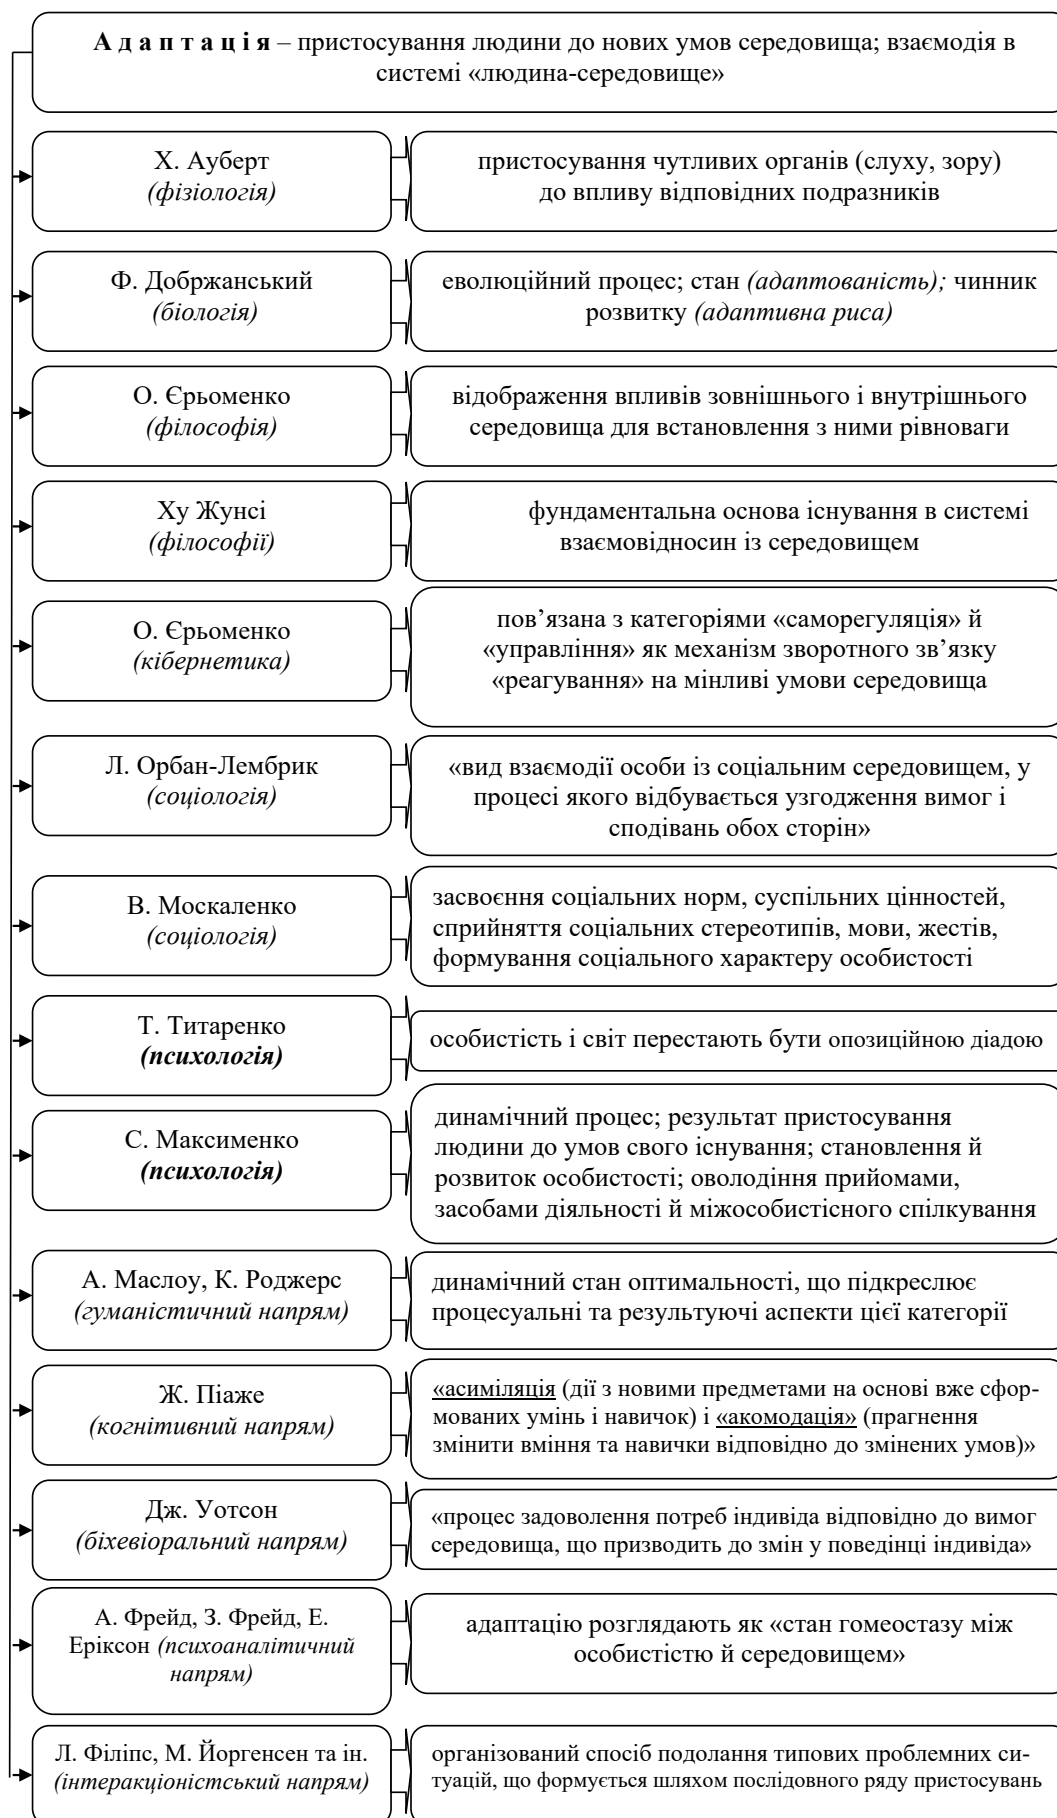 А д а п т а ц і я – пристосування людини до нових умов середовища; взаємодія в
системі «людина-середовище»
Х. Ауберт
(фізіологія)
пристосування чутливих органів (слуху, зору)
до впливу відповідних подразників
Ф. Добржанський
(біологія)
еволюційний процес; стан (адаптованість); чинник
розвитку (адаптивна риса)
О. Єрьоменко
(філософія)
відображення впливів зовнішнього і внутрішнього
середовища для встановлення з ними рівноваги
Ху Жунсі
(філософії)
фундаментальна основа існування в системі
взаємовідносин із середовищем
О. Єрьоменко
(кібернетика)
пов’язана з категоріями «саморегуляція» й
«управління» як механізм зворотного зв’язку
«реагування» на мінливі умови середовища
Л. Орбан-Лембрик
(соціологія)
«вид взаємодії особи із соціальним середовищем, у
процесі якого відбувається узгодження вимог і
сподівань обох сторін»
В. Москаленко
(соціологія)
засвоєння соціальних норм, суспільних цінностей,
сприйняття соціальних стереотипів, мови, жестів,
формування соціального характеру особистості
Т. Титаренко
(психологія)
особистість і світ перестають бути опозиційною діадою
С. Максименко
(психологія)
динамічний процес; результат пристосування
людини до умов свого існування; становлення й
розвиток особистості; оволодіння прийомами,
засобами діяльності й міжособистісного спілкування
А. Маслоу, К. Роджерс
(гуманістичний напрям)
динамічний стан оптимальності, що підкреслює
процесуальні та результуючі аспекти цієї категорії
Ж. Піаже
(когнітивний напрям)
«асиміляція (дії з новими предметами на основі вже сфор-
мованих умінь і навичок) і «акомодація» (прагнення
змінити вміння та навички відповідно до змінених умов)»
Дж. Уотсон
(біхевіоральний напрям)
«процес задоволення потреб індивіда відповідно до вимог
середовища, що призводить до змін у поведінці індивіда»
А. Фрейд, З. Фрейд, Е.
Еріксон (психоаналітичний
напрям)
адаптацію розглядають як «стан гомеостазу між
особистістю й середовищем»
Л. Філіпс, М. Йоргенсен та ін.
(інтеракціоністський напрям)
організований спосіб подолання типових проблемних си-
туацій, що формується шляхом послідовного ряду пристосувань